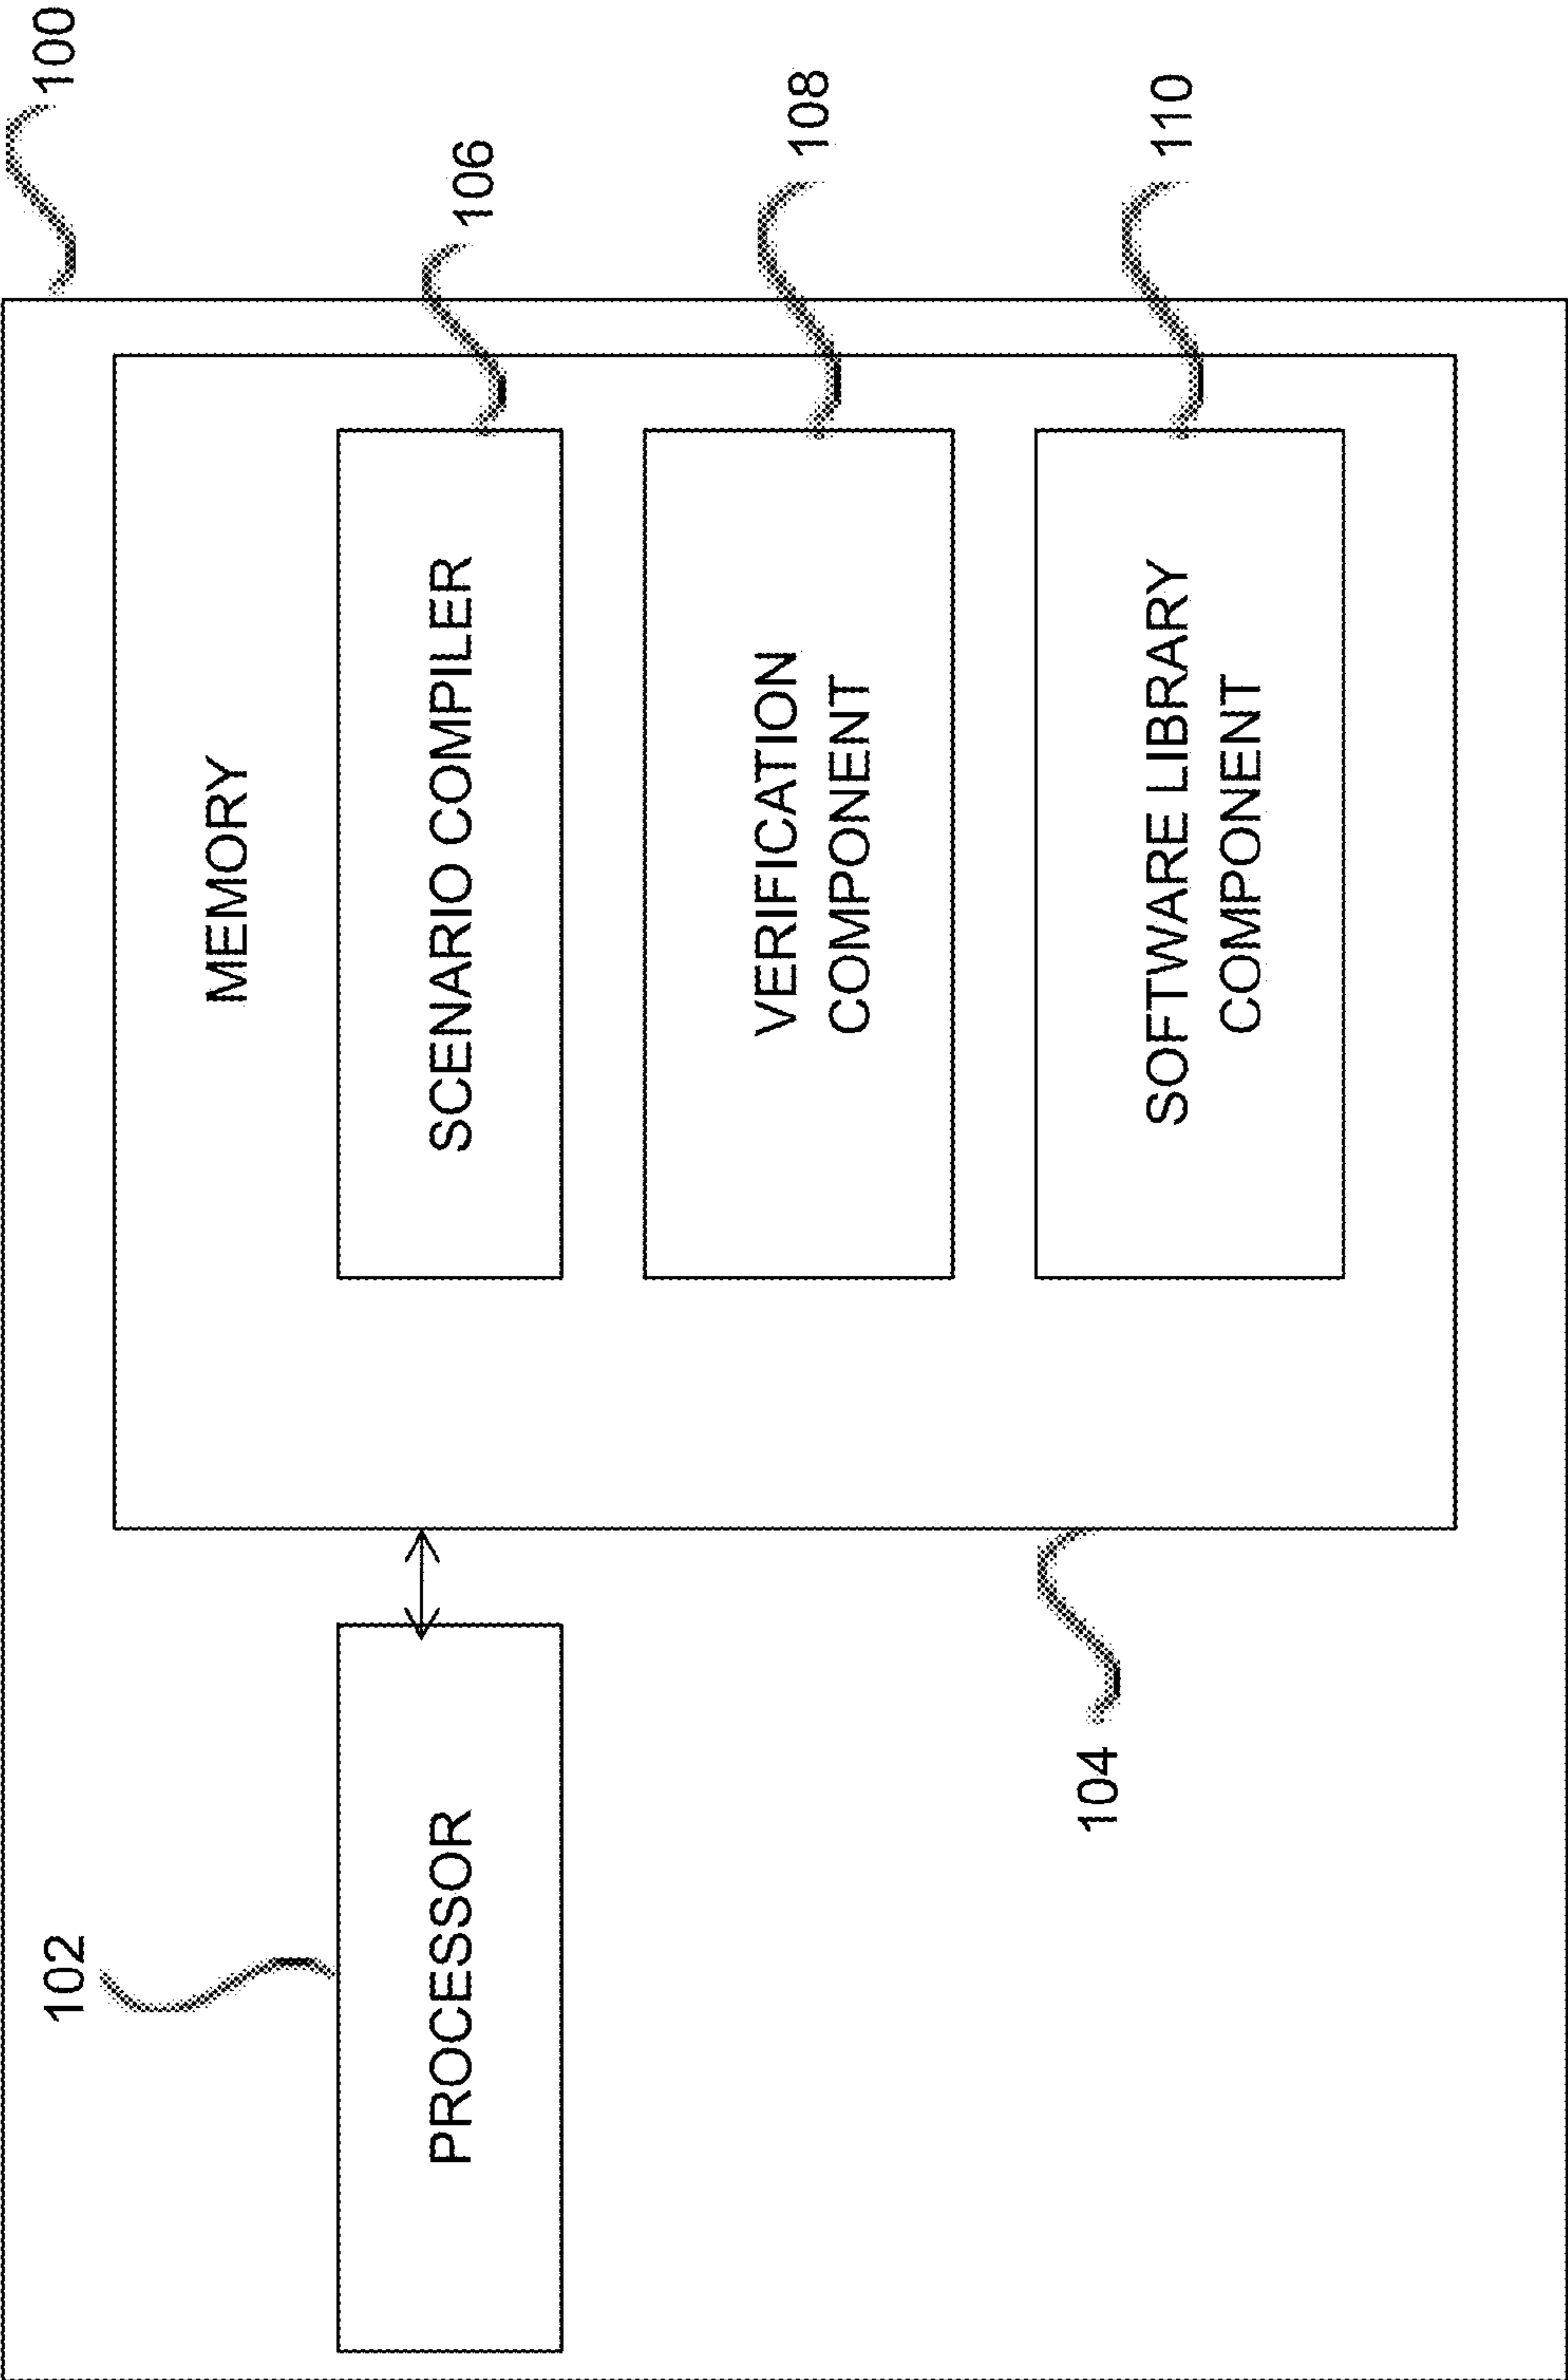 100
102
PROCESSOR
104
MEMORY
SCENARIO COMPILER
106
VERIFICATION
COMPONENT
108
SOFTWARE LIBRARY
COMPONENT
110